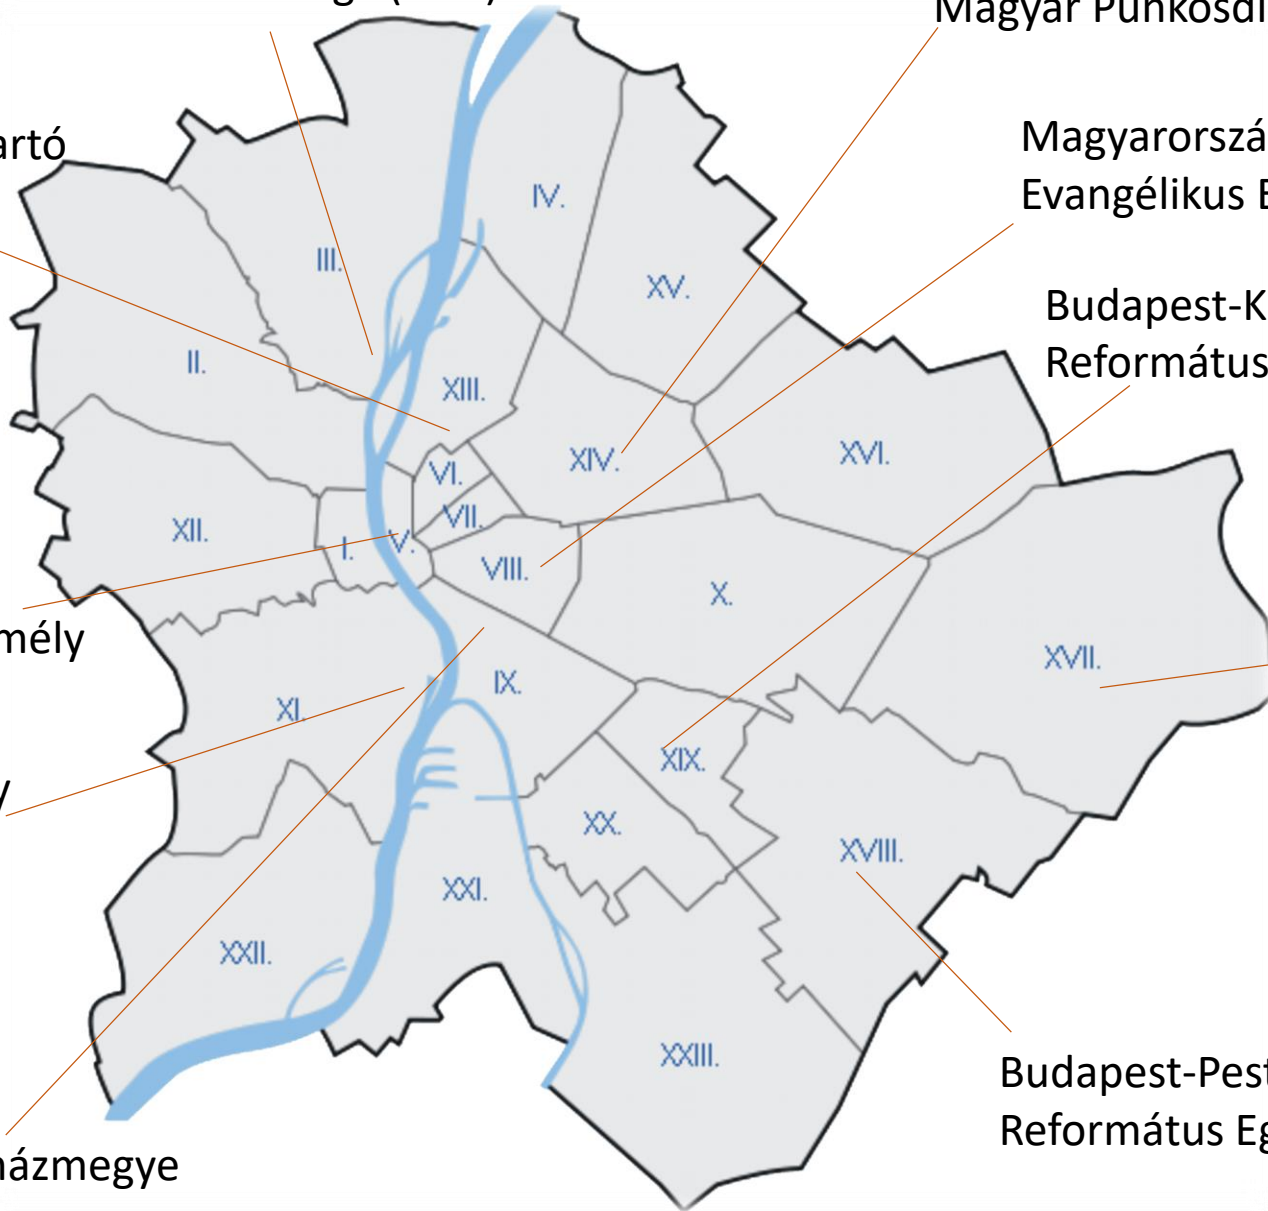 Magyar Pünkösdi
artó
Magyarorszá
Evangélikus E
IV.
III.
XV.
Budapest-K
Református
II.
XIII.
XIV.
XVI.
VI.
VII.
XII.
I.
V.
VIII.
X.
mély
XVII.
IX.
XI.
XIX.
y
XX.
XVIII.
XXI.
XXII.
XXIII.
Budapest-Pest
Református Eg
házmegye